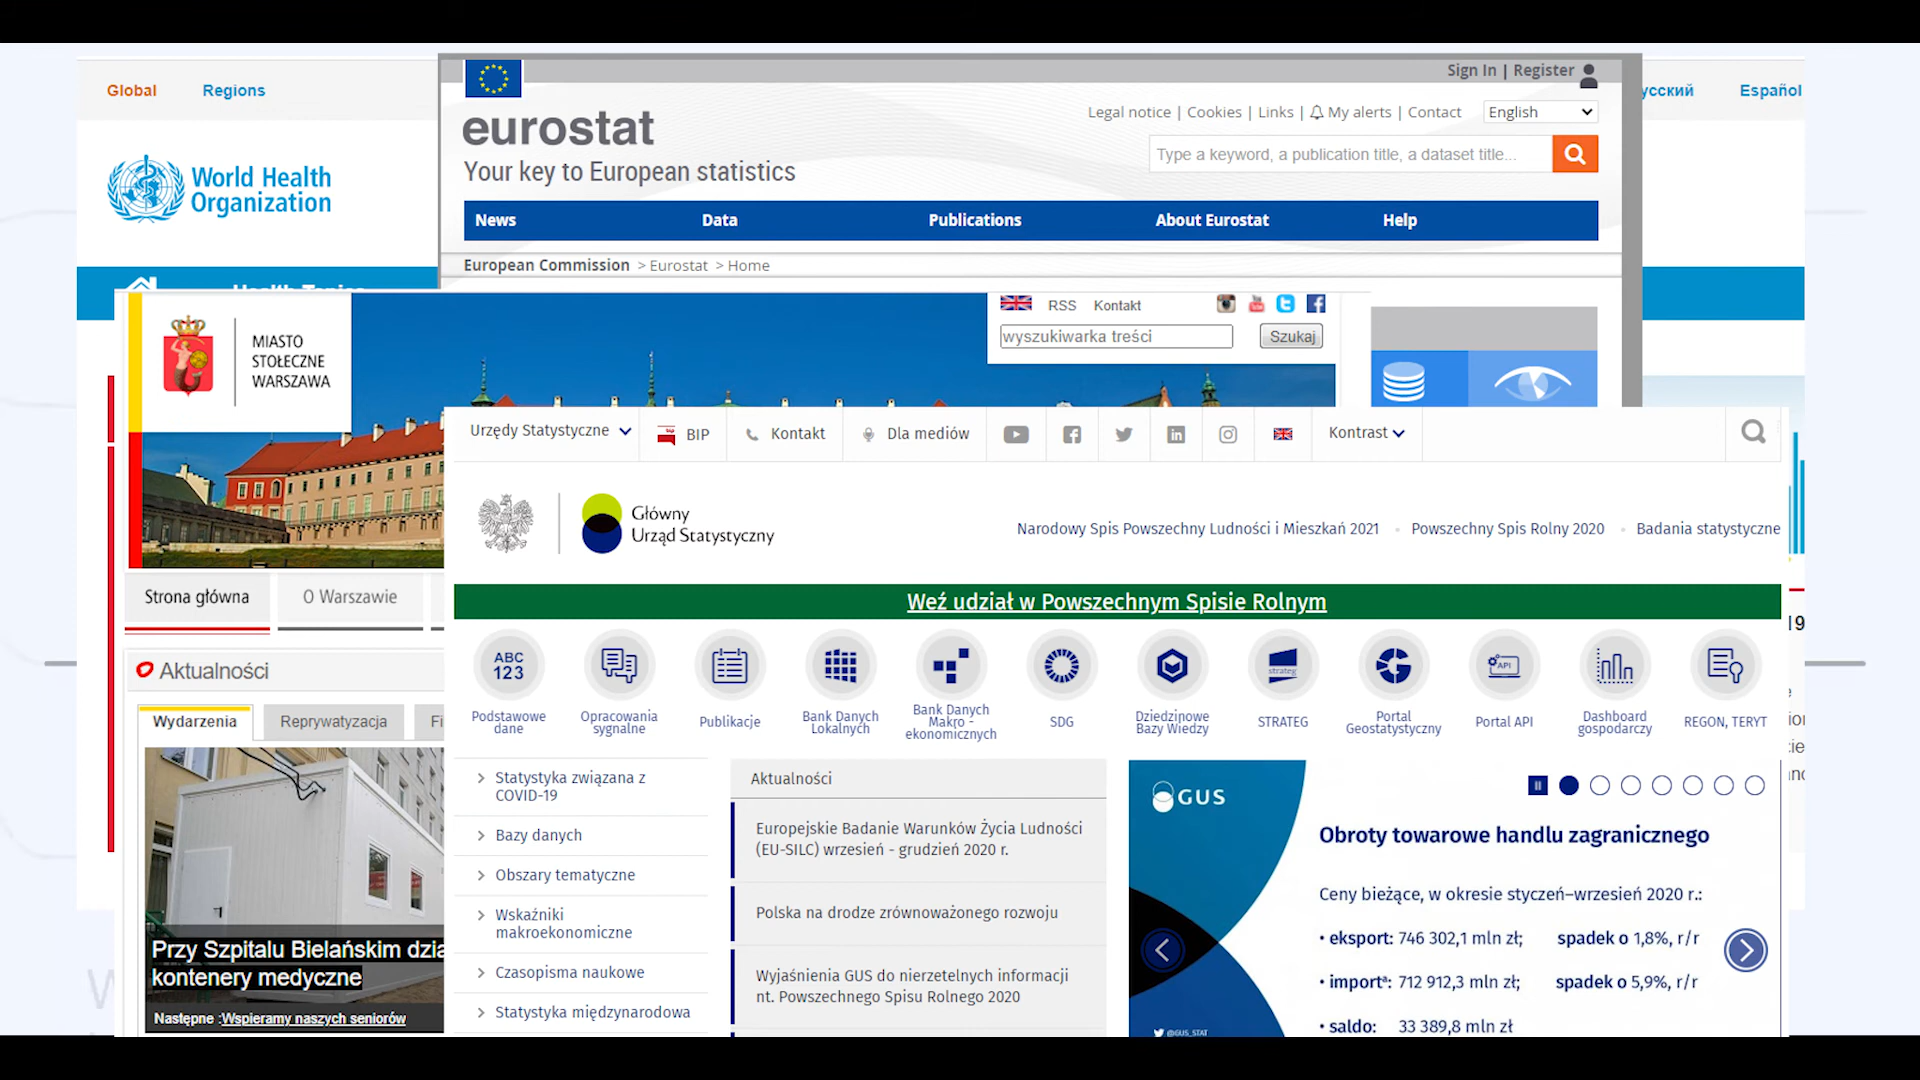 Global
Regions
Español
World Health
Organization
Sign In | Register
eurostat
Your key to European statistics
Legal notice | Cookies | Links | My alerts | Contact
English
Type a keyword, a publication title, a dataset title...
News
Data
Publications
About Eurostat
Help
European Commission > Eurostat > Home
Health Topics
MIASTO
STOŁECZNE
WARSZAWA
RSS
Kontakt
wyszukiwarka treści
Szukaj
Strona główna
O Warszawie
Aktualności
Wydarzenia
Reprywatyzacja
Przy Szpitalu Bielańskim
kontenery medyczne
Następne :Wspieramy naszych seniorów
Urzędy Statystyczne
BIP
Kontakt
Dla mediów
Kontrast
Główny
Urząd Statystyczny
Narodowy Spis Powszechny Ludności i Mieszkań 2021
Powszechny Spis Rolny 2020
Badania statystyczne
Weź udział w Powszechnym Spisie Rolnym
ABC
123
strateg
API
Podstawowe
dane
Opracowania
sygnalne
Publikacje
Bank Danych
Lokalnych
Bank Danych
Makro -
ekonomicznych
SDG
Dziedzinowe
Bazy Wiedzy
STRATEG
Portal
Geostatystyczny
Portal API
Dashboard
gospodarczy
REGON, TERYT
Statystyka związana z
COVID-19
Bazy danych
Obszary tematyczne
Wskaźniki
makroekonomiczne
Czasopisma naukowe
Statystyka międzynarodowa
Aktualności
Europejskie Badanie Warunków Życia Ludności
(EU-SILC) wrzesień - grudzień 2020 r.
Polska na drodze zrównoważonego rozwoju
Wyjaśnienia GUS do nierzetelnych informacji
nt. Powszechnego Spisu Rolnego 2020
GUS
Obroty towarowe handlu zagranicznego
Ceny bieżące, w okresie styczeń–wrzesień 2020 r.:
• eksport: 746 302,1 mln zł; spadek o 1,8%, r/r
• importᵃ: 712 912,3 mln zł; spadek o 5,9%, r/r
• saldo: 33 389,8 mln zł
@GUS_STAT